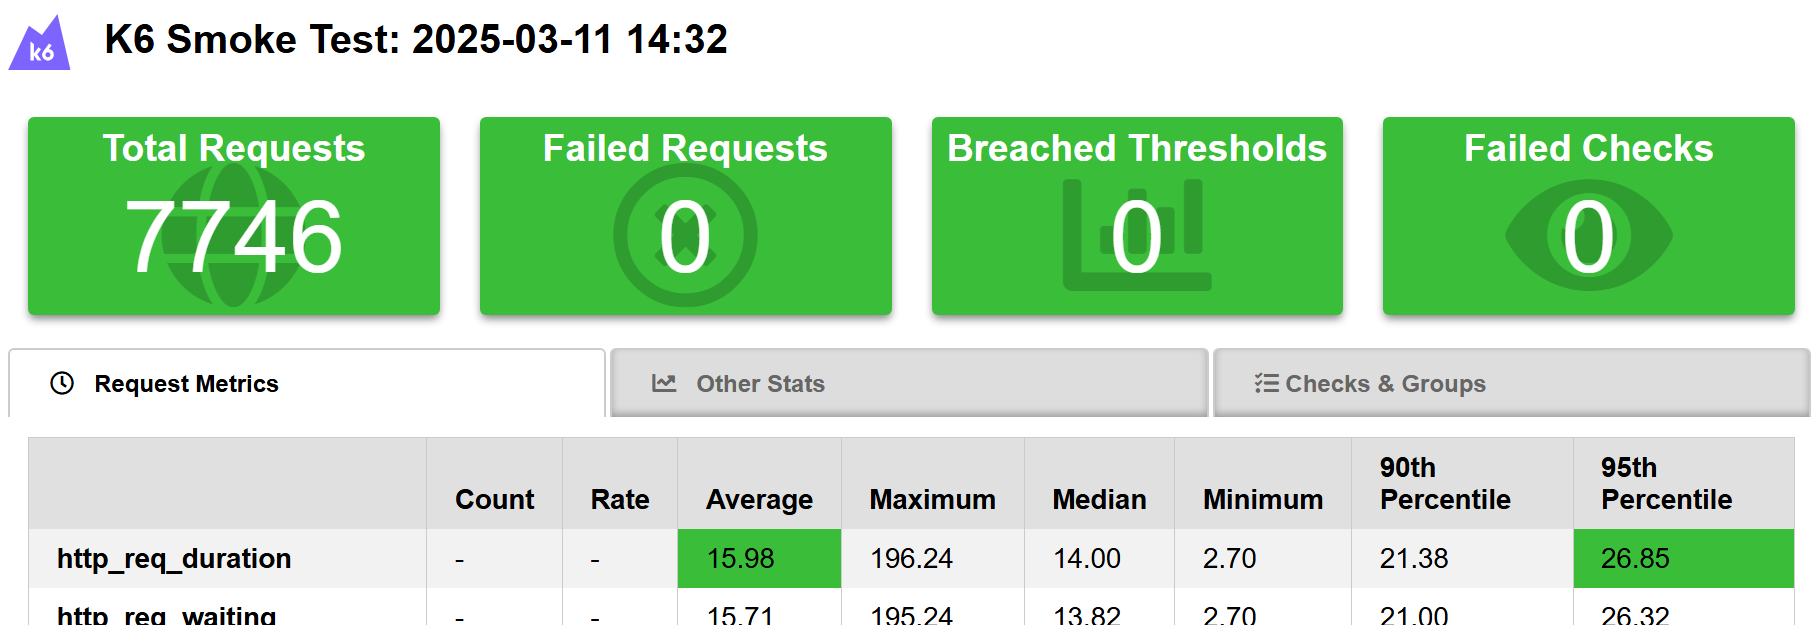 k6
K6 Smoke Test: 2025-03-11 14:32
Total Requests
7746
Failed Requests
0
Breached Thresholds
0
Failed Checks
0
Request Metrics
Other Stats
Checks & Groups
Count Rate Average Maximum Median Minimum 90th Percentile 95th Percentile
http_req_duration - - 15.98 196.24 14.00 2.70 21.38 26.85
http_req_waiting - - 15.71 195.24 13.82 2.70 21.00 26.32